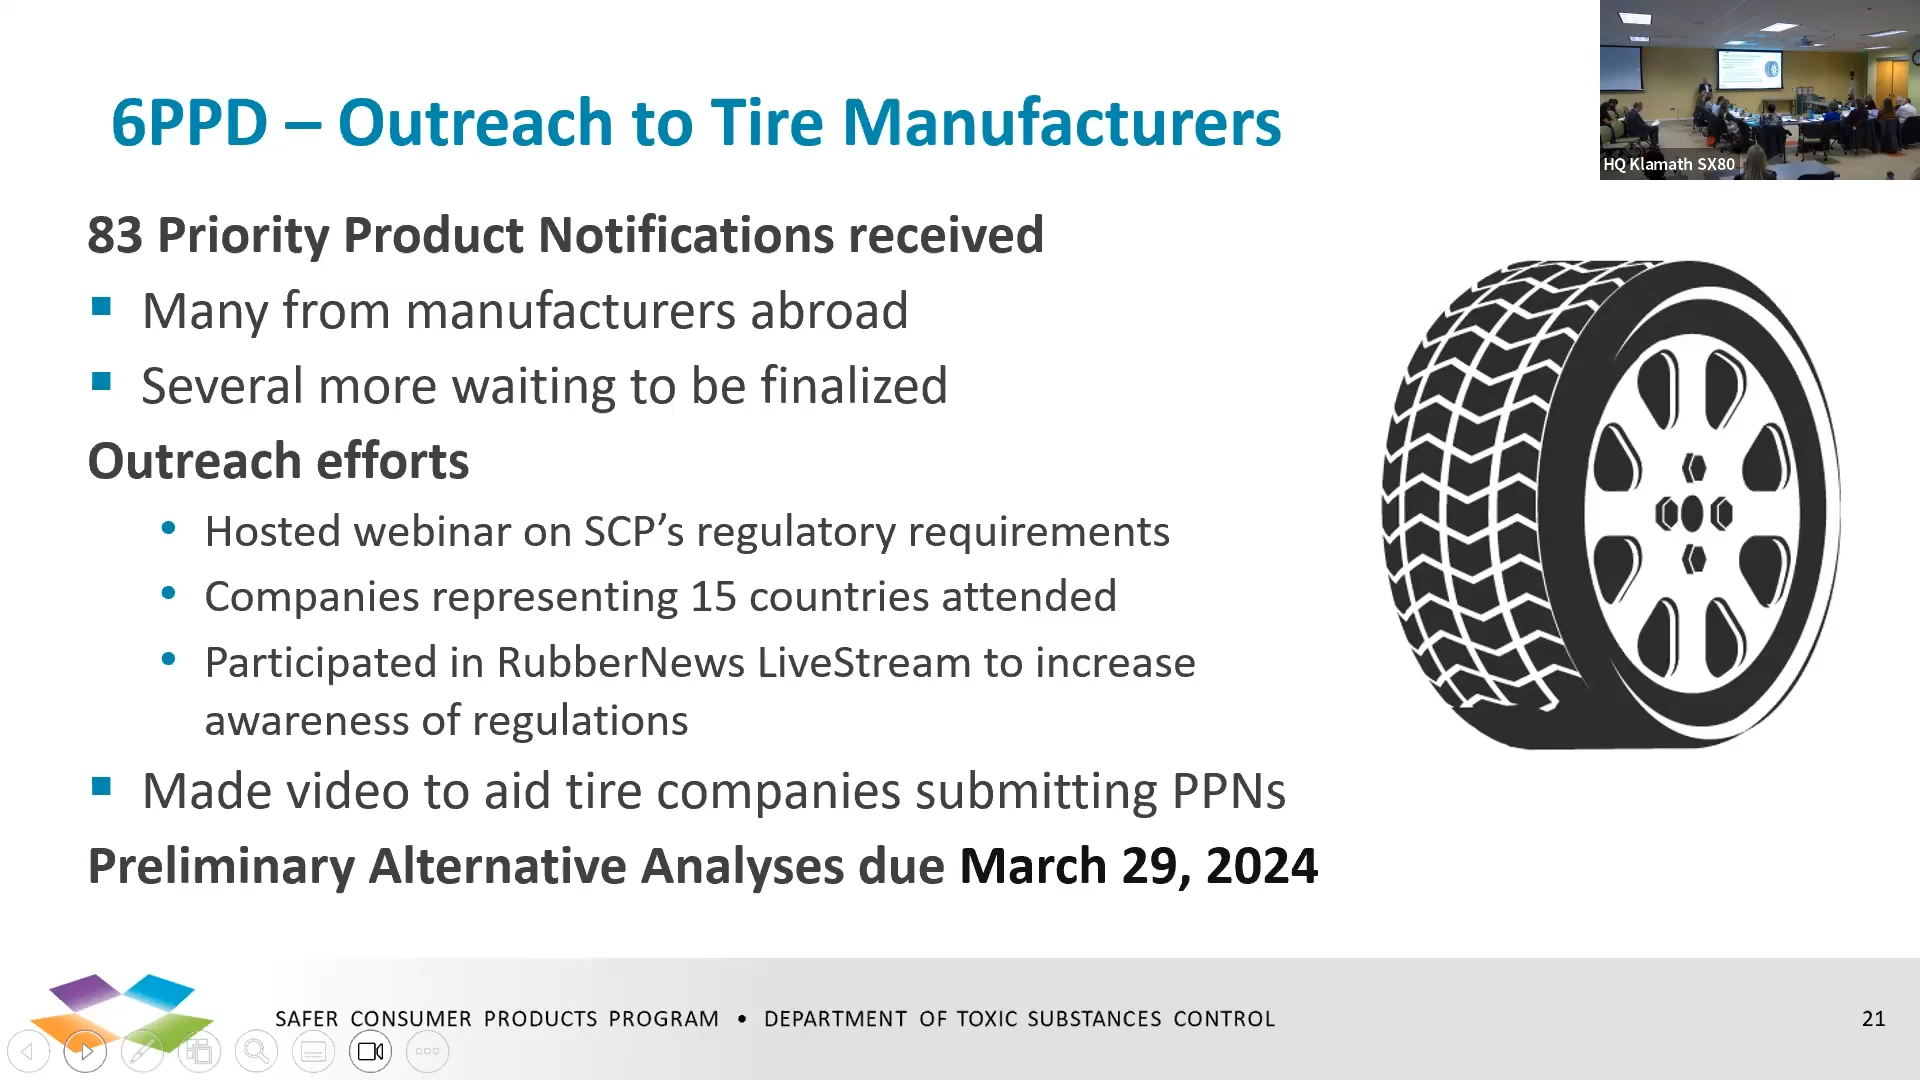 6PPD – Outreach to Tire Manufacturers
HQ Klamath SX80
83 Priority Product Notifications received
Many from manufacturers abroad
Several more waiting to be finalized
Outreach efforts
Hosted webinar on SCP’s regulatory requirements
Companies representing 15 countries attended
Participated in RubberNews LiveStream to increase
awareness of regulations
Made video to aid tire companies submitting PPNs
Preliminary Alternative Analyses due March 29, 2024
SAFER CONSUMER PRODUCTS PROGRAM • DEPARTMENT OF TOXIC SUBSTANCES CONTROL
21